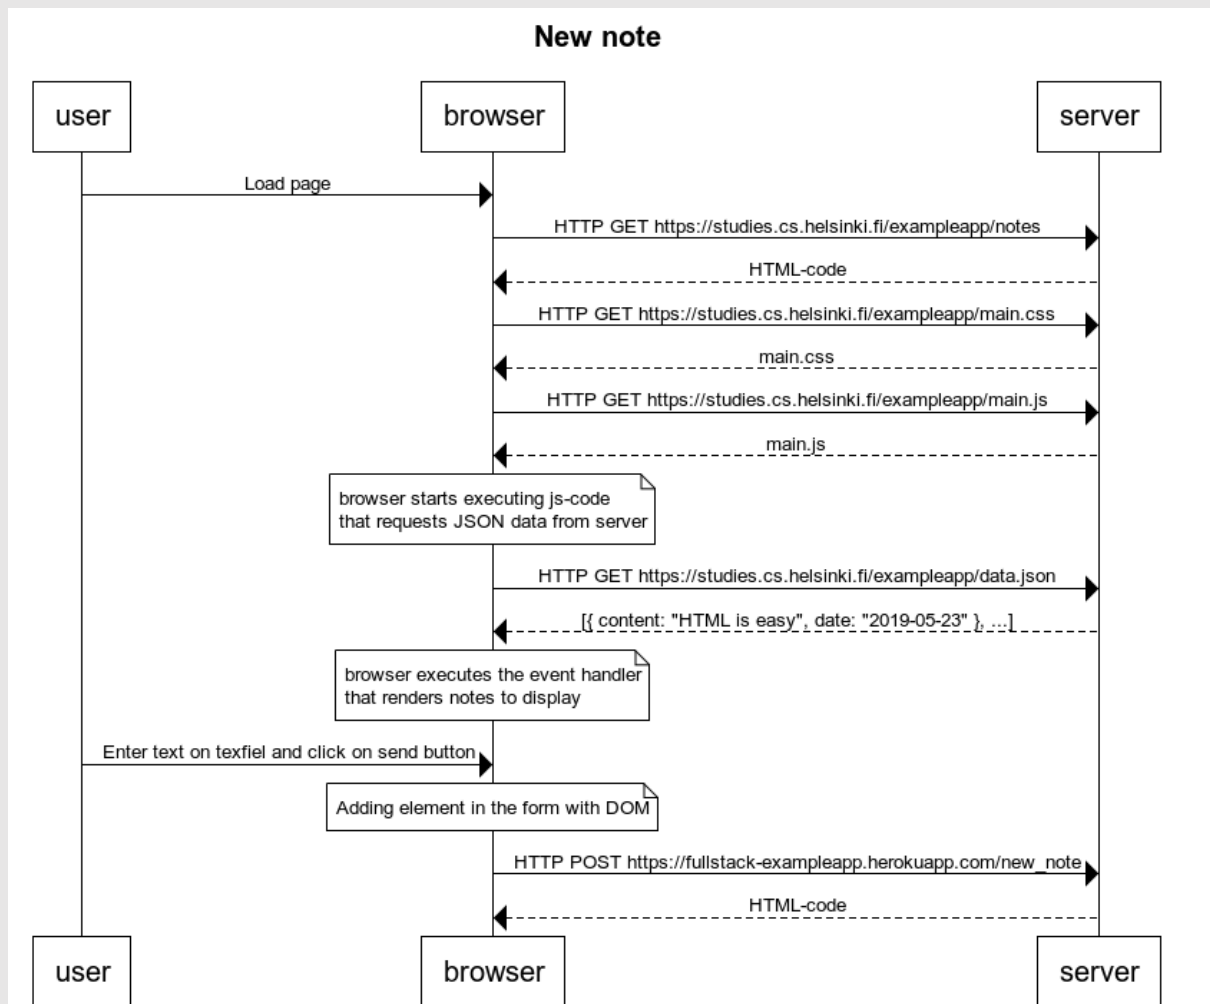 New note
user
browser
server
Load page
HTTP GET https://studies.cs.helsinki.fi/exampleapp/notes
HTML-code
HTTP GET https://studies.cs.helsinki.fi/exampleapp/main.css
main.css
HTTP GET https://studies.cs.helsinki.fi/exampleapp/main.js
main.js
browser starts executing js-code
that requests JSON data from server
HTTP GET https://studies.cs.helsinki.fi/exampleapp/data.json
[{ content: "HTML is easy", date: "2019-05-23" }, ...]
browser executes the event handler
that renders notes to display
Enter text on texfiel and click on send button
Adding element in the form with DOM
HTTP POST https://fullstack-exampleapp.herokuapp.com/new_note
HTML-code
user
browser
server